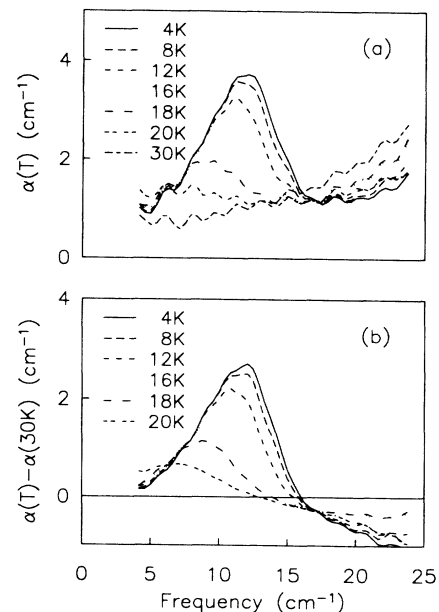 α(T) (cm⁻¹)
4
2
0
4K
8K
12K
16K
18K
20K
30K
(a)
α(T)−α(30K) (cm⁻¹)
4
2
0
4K
8K
12K
16K
18K
20K
(b)
0 5 10 15 20 25
Frequency (cm⁻¹)